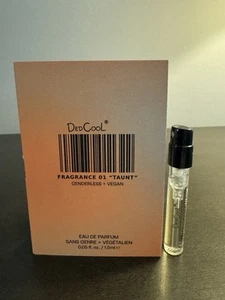 DedCool®
FRAGRANCE 01 "TAUNT"
GENDERLESS + VEGAN
EAU DE PARFUM
SANS GENRE + VÉGÉTALIEN
0.05 fl. oz. / 1.5ml ℮